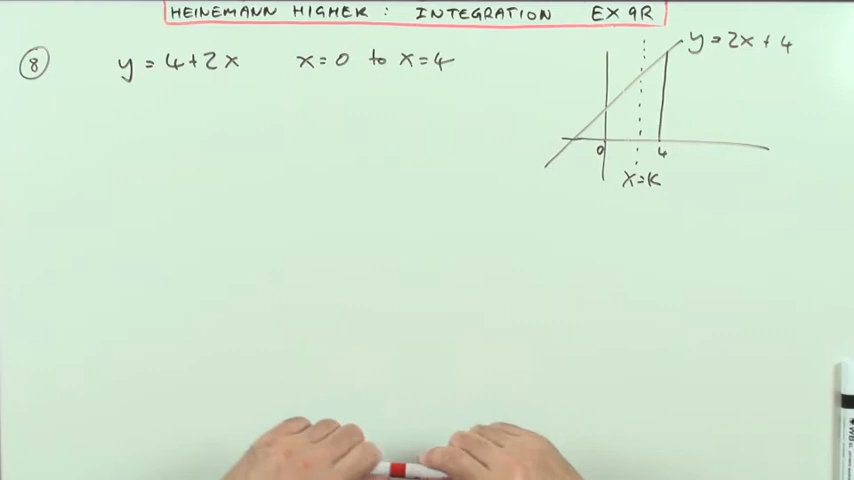 HEINEMANN HIGHER : INTEGRATION EX 9R
8 y = 4+2x x=0 to x=4
y=2x+4
0 4
x=k